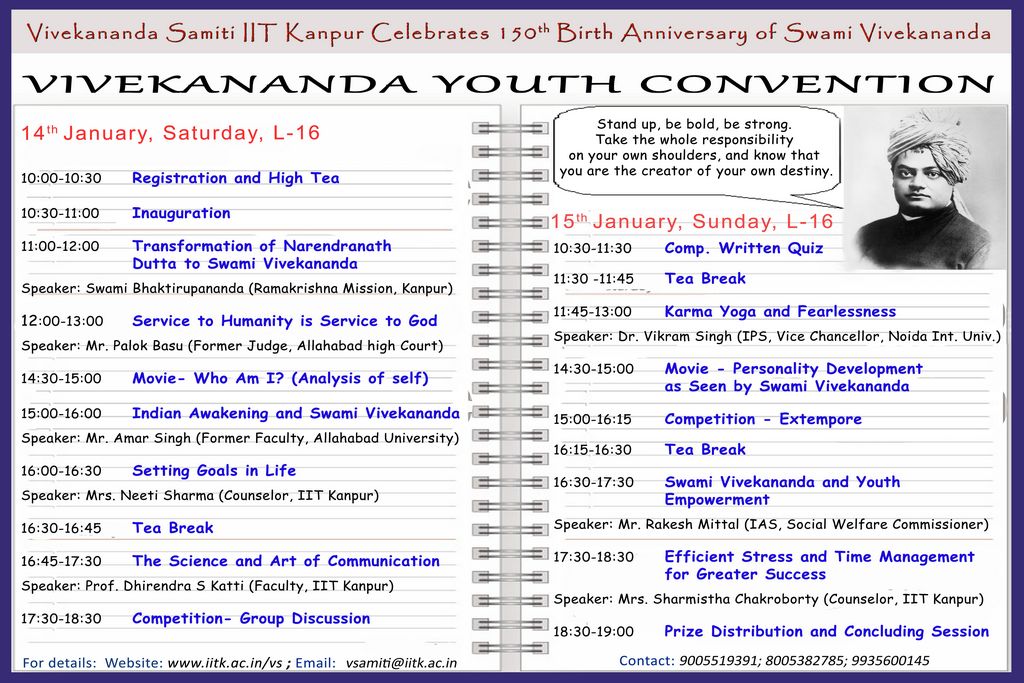 Vivekananda Samiti IIT Kanpur Celebrates 150th Birth Anniversary of Swami Vivekananda
VIVEKANANDA YOUTH CONVENTION
14th January, Saturday, L-16
10:00-10:30 Registration and High Tea
10:30-11:00 Inauguration
11:00-12:00 Transformation of Narendranath
Dutta to Swami Vivekananda
Speaker: Swami Bhaktirupananda (Ramakrishna Mission, Kanpur)
12:00-13:00 Service to Humanity is Service to God
Speaker: Mr. Palok Basu (Former Judge, Allahabad high Court)
14:30-15:00 Movie- Who Am I? (Analysis of self)
15:00-16:00 Indian Awakening and Swami Vivekananda
Speaker: Mr. Amar Singh (Former Faculty, Allahabad University)
16:00-16:30 Setting Goals in Life
Speaker: Mrs. Neeti Sharma (Counselor, IIT Kanpur)
16:30-16:45 Tea Break
16:45-17:30 The Science and Art of Communication
Speaker: Prof. Dhirendra S Katti (Faculty, IIT Kanpur)
17:30-18:30 Competition- Group Discussion
For details: Website: www.iitk.ac.in/vs ; Email: vsamiti@iitk.ac.in
Stand up, be bold, be strong.
Take the whole responsibility
on your own shoulders, and know that
you are the creator of your own destiny.
15th January, Sunday, L-16
10:30-11:30 Comp. Written Quiz
11:30 -11:45 Tea Break
11:45-13:00 Karma Yoga and Fearlessness
Speaker: Dr. Vikram Singh (IPS, Vice Chancellor, Noida Int. Univ.)
14:30-15:00 Movie - Personality Development
as Seen by Swami Vivekananda
15:00-16:15 Competition - Extempore
16:15-16:30 Tea Break
16:30-17:30 Swami Vivekananda and Youth
Empowerment
Speaker: Mr. Rakesh Mittal (IAS, Social Welfare Commissioner)
17:30-18:30 Efficient Stress and Time Management
for Greater Success
Speaker: Mrs. Sharmistha Chakroborty (Counselor, IIT Kanpur)
18:30-19:00 Prize Distribution and Concluding Session
Contact: 9005519391; 8005382785; 9935600145